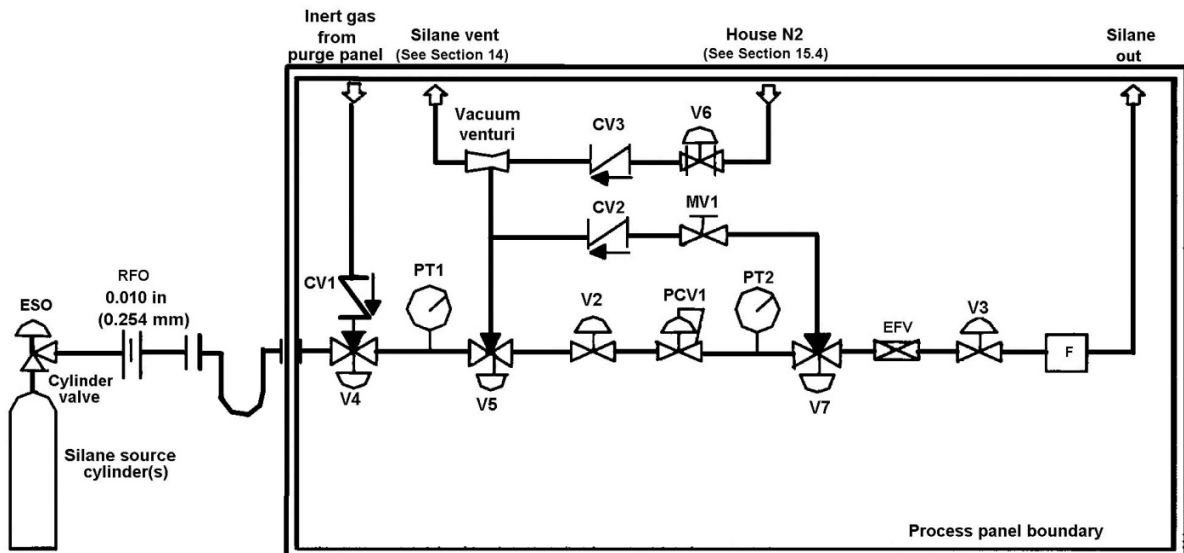 Inert gas
from
purge panel
Silane vent
(See Section 14)
House N2
(See Section 15.4)
Silane
out
Vacuum
venturi
CV3
V6
CV2
MV1
RFO
0.010 in
(0.254 mm)
ESO
CV1
PT1
V2
PCV1
PT2
EFV
V3
F
Cylinder
valve
V4
V5
V7
Silane source
cylinder(s)
Process panel boundary